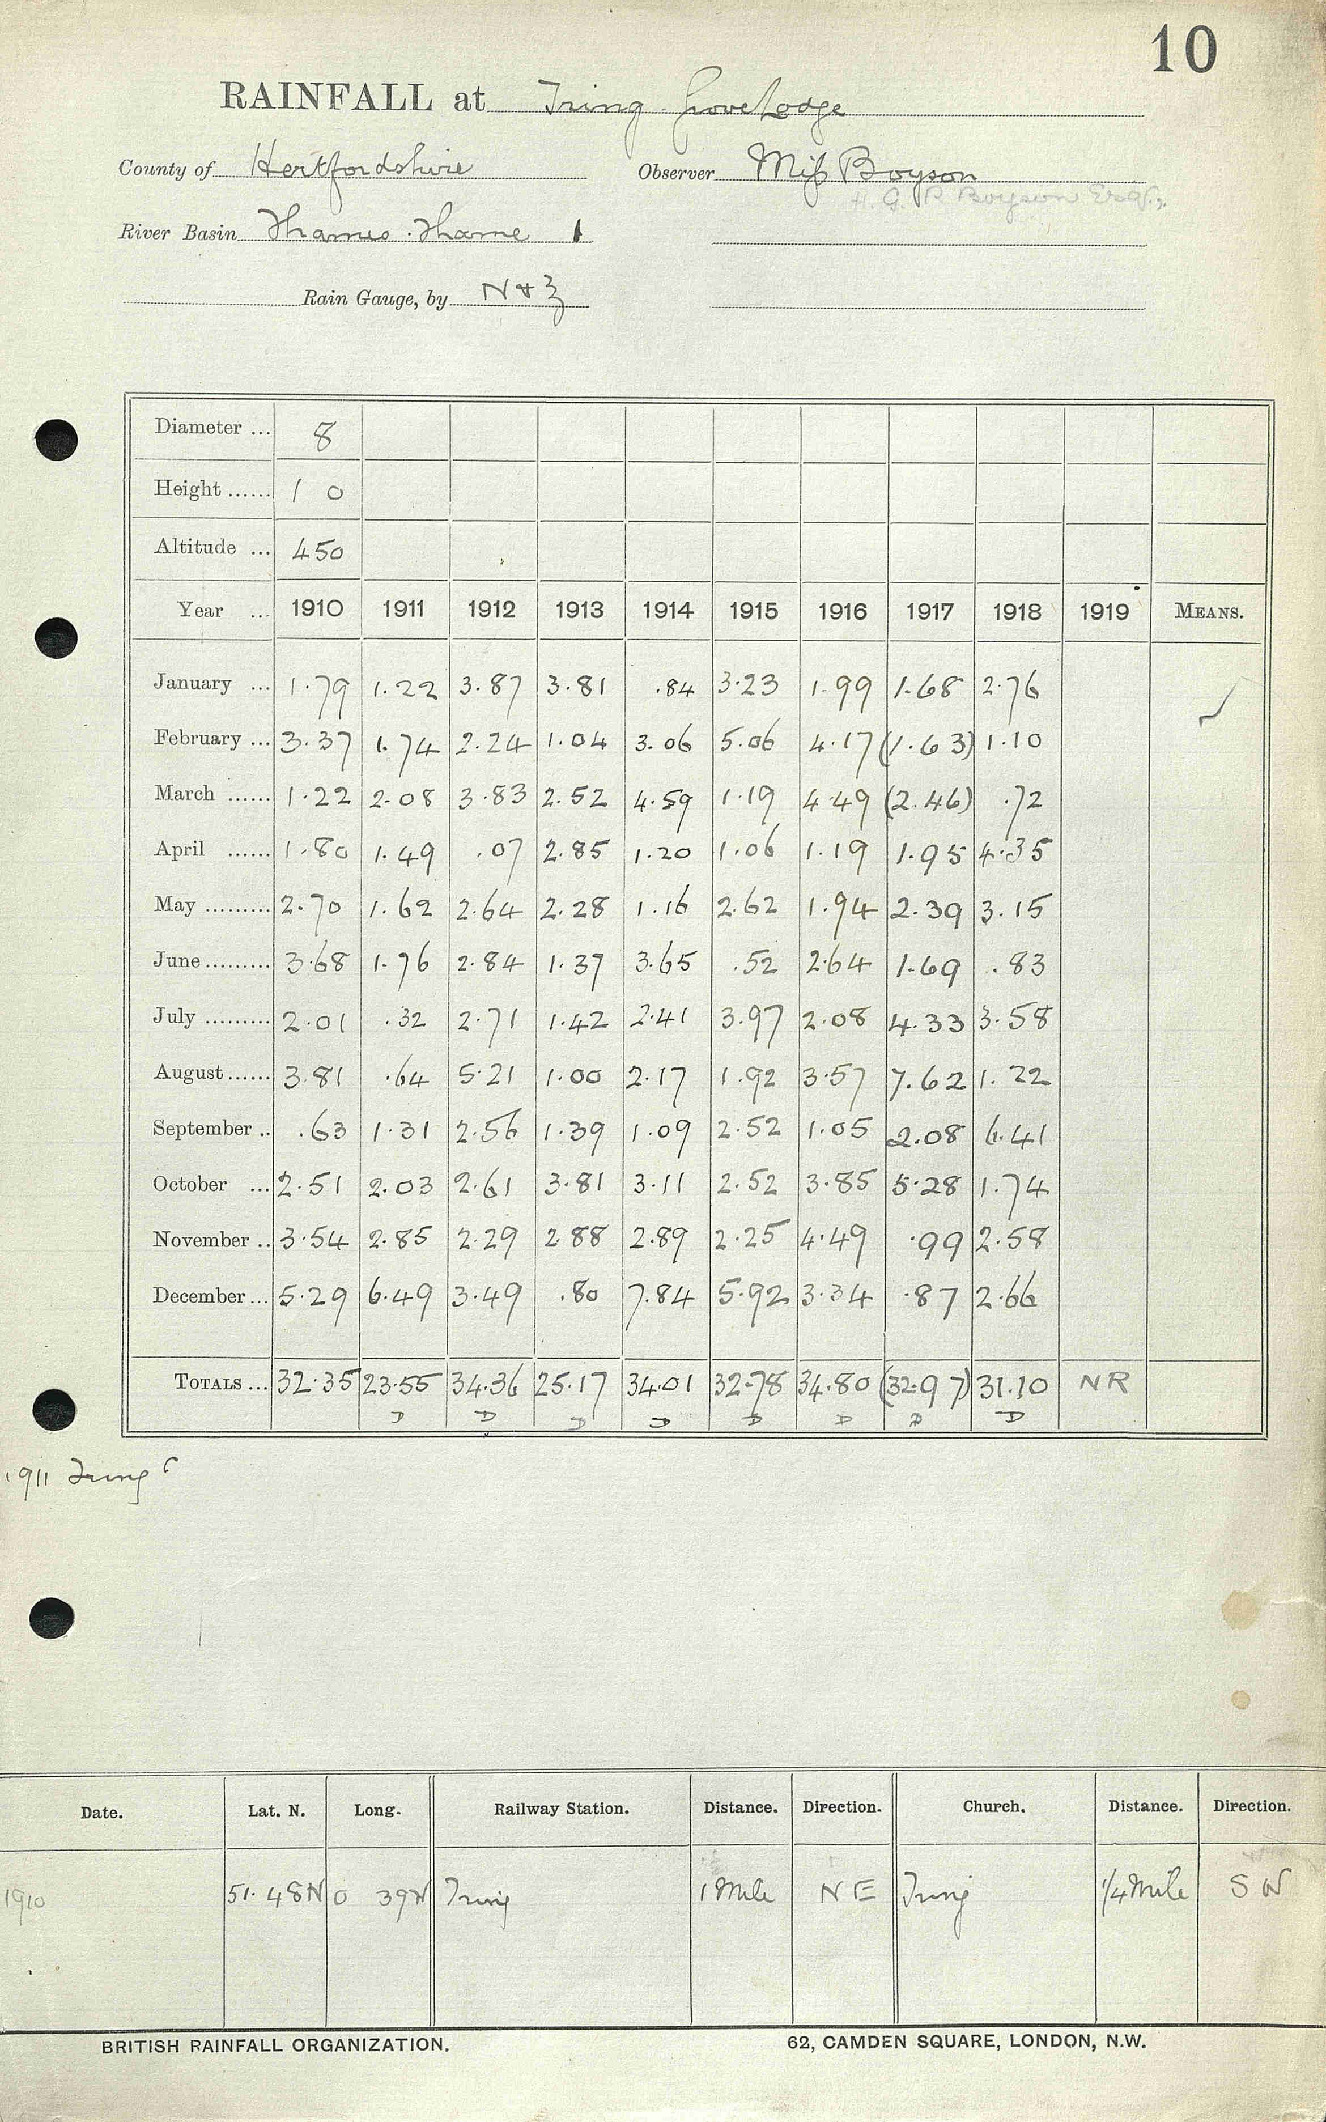 10
RAINFALL at Tring Grove Lodge
County of Hertfordshire Observer Miſs Boyson
H. G. R Boyson Esq.,
River Basin Thames. Thame 1
Rain Gauge, by N & Z
Diameter ... 8
Height ...... 1 0
Altitude ... 450
Year ... 1910 1911 1912 1913 1914 1915 1916 1917 1918 1919 MEANS.
January ... 1.79 1.22 3.87 3.81 .84 3.23 1.99 1.68 2.76
February ... 3.37 1.74 2.24 1.04 3.06 5.06 4.17 (1.63) 1.10
March ...... 1.22 2.08 3.83 2.52 4.59 1.19 4.49 (2.46) .72
April ...... 1.80 1.49 .07 2.85 1.20 1.06 1.19 1.95 4.35
May ......... 2.70 1.62 2.64 2.28 1.16 2.62 1.94 2.39 3.15
June ......... 3.68 1.76 2.84 1.37 3.65 .52 2.64 1.69 .83
July ......... 2.01 .32 2.71 1.42 2.41 3.97 2.08 4.33 3.58
August ...... 3.81 .64 5.21 1.00 2.17 1.92 3.57 7.62 1.22
September .. .63 1.31 2.56 1.39 1.09 2.52 1.05 2.08 6.41
October ... 2.51 2.03 2.61 3.81 3.11 2.52 3.85 5.28 1.74
November .. 3.54 2.85 2.29 2.88 2.89 2.25 4.49 .99 2.58
December ... 5.29 6.49 3.49 .80 7.84 5.92 3.34 .87 2.66
TOTALS ... 32.35 23.55 34.36 25.17 34.01 32.78 34.80 (32.97) 31.10 NR
D D D D D D D D
1911 Tring
Date. Lat. N. Long. Railway Station. Distance. Direction. Church. Distance. Direction.
1910 51. 48N 0 39W Tring 1 Mile NE Tring 1/4 Mile SW
BRITISH RAINFALL ORGANIZATION. 62, CAMDEN SQUARE, LONDON, N.W.